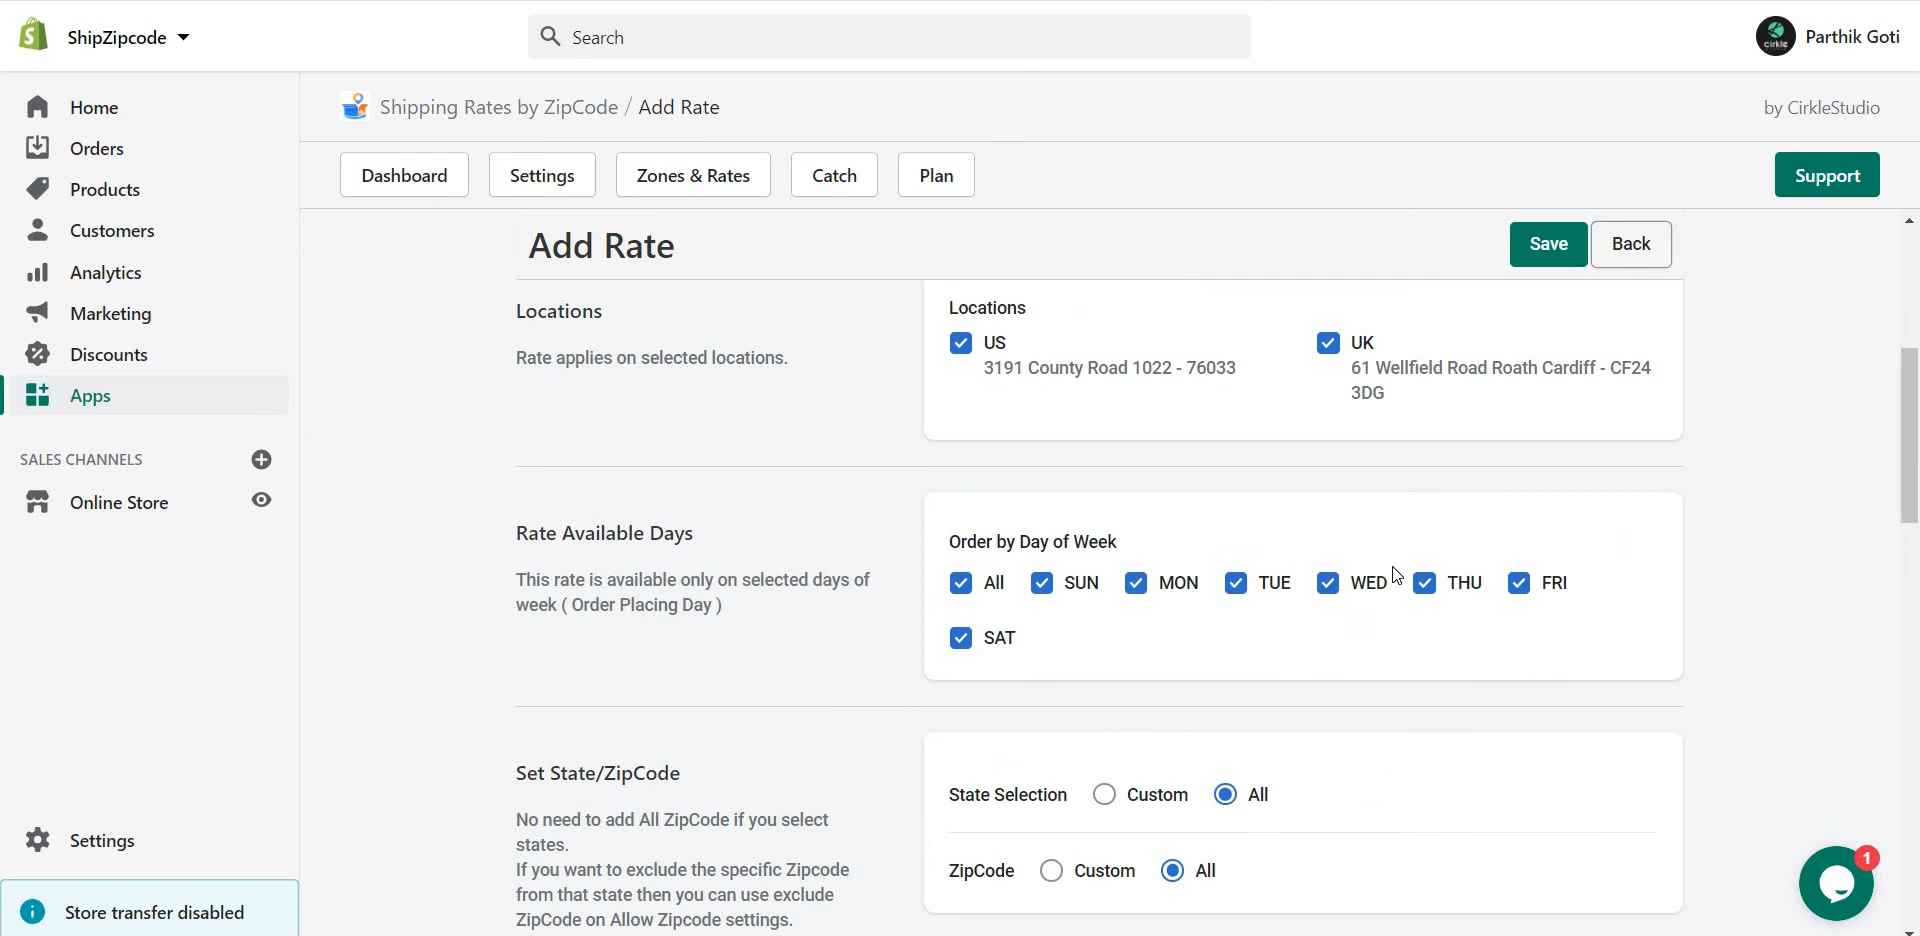 ShipZipcode
Search
cirkle
Parthik Goti
Home
Orders
Products
Customers
Analytics
Marketing
Discounts
Apps
SALES CHANNELS
Online Store
Settings
Store transfer disabled
Shipping Rates by ZipCode / Add Rate
by CirkleStudio
Dashboard
Settings
Zones & Rates
Catch
Plan
Support
Add Rate
Save
Back
Locations
Rate applies on selected locations.
Locations
US
3191 County Road 1022 - 76033
UK
61 Wellfield Road Roath Cardiff - CF24
3DG
Rate Available Days
This rate is available only on selected days of
week ( Order Placing Day )
Order by Day of Week
All SUN MON TUE WED THU FRI
SAT
Set State/ZipCode
No need to add All ZipCode if you select
states.
If you want to exclude the specific Zipcode
from that state then you can use exclude
ZipCode on Allow Zipcode settings.
State Selection Custom All
ZipCode Custom All
1